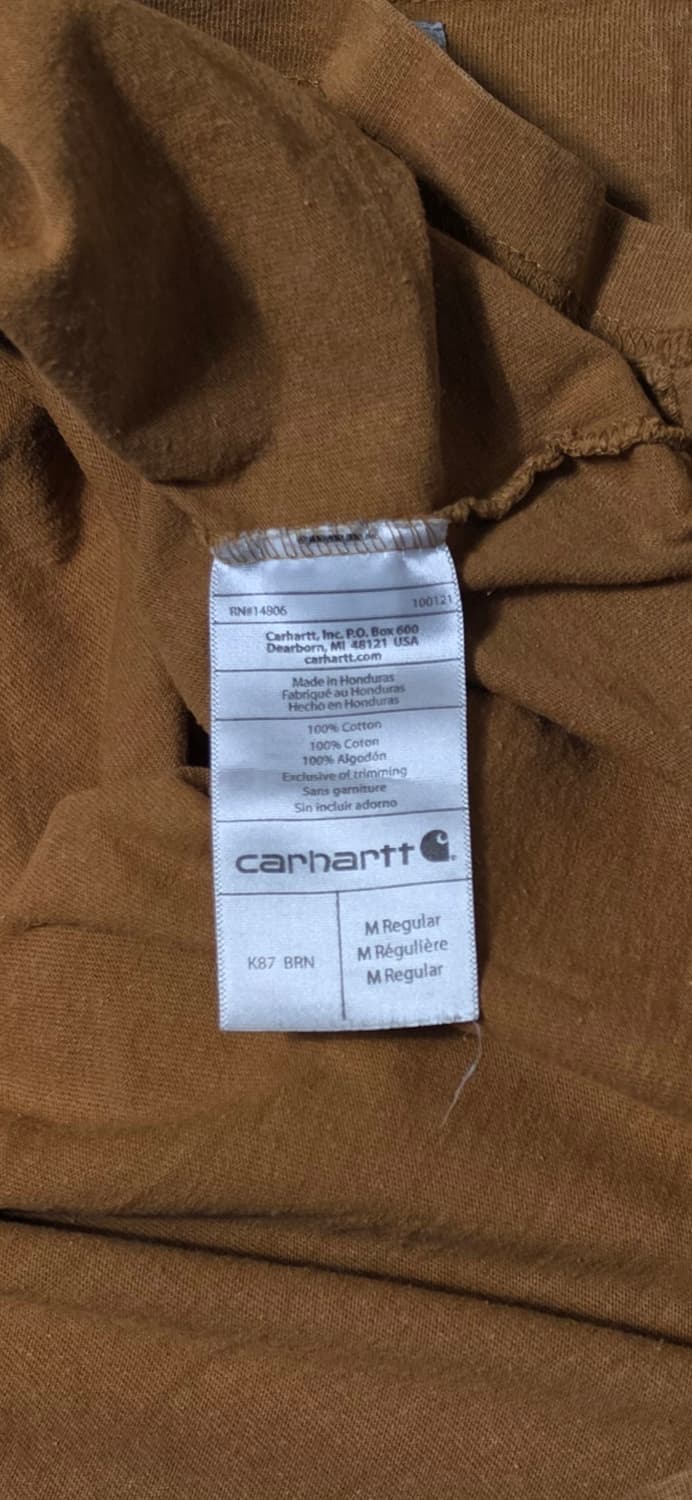 RN#14806 100121
Carhartt, Inc. P.O. Box 600
Dearborn, MI 48121 USA
carhartt.com
Made in Honduras
Fabriqué au Honduras
Hecho en Honduras
100% Cotton
100% Coton
100% Algodón
Exclusive of trimming
Sans garniture
Sin incluir adorno
carhartt
K87 BRN
M Regular
M Régulière
M Regular